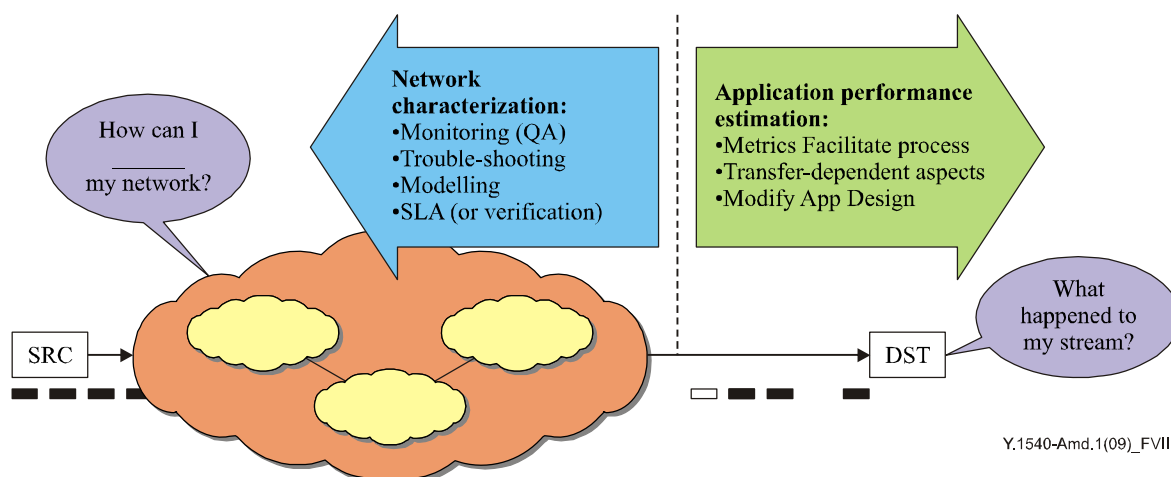 How can I
______
my network?
Network
characterization:
•Monitoring (QA)
•Trouble-shooting
•Modelling
•SLA (or verification)
Application performance
estimation:
•Metrics Facilitate process
•Transfer-dependent aspects
•Modify App Design
SRC
DST
What
happened to
my stream?
Y.1540-Amd.1(09)_FVII